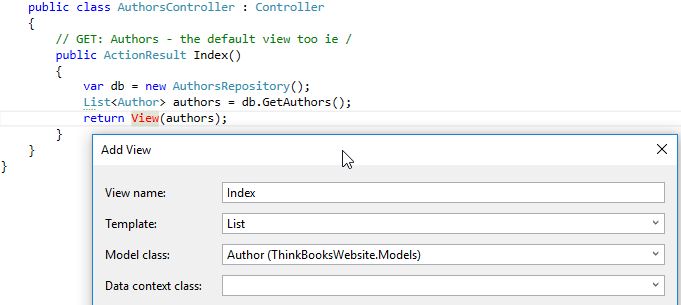 public class AuthorsController : Controller
{
// GET: Authors - the default view too ie /
public ActionResult Index()
{
var db = new AuthorsRepository();
List<Author> authors = db.GetAuthors();
return View(authors);
}
}
}
Add View
View name: Index
Template: List
Model class: Author (ThinkBooksWebsite.Models)
Data context class: